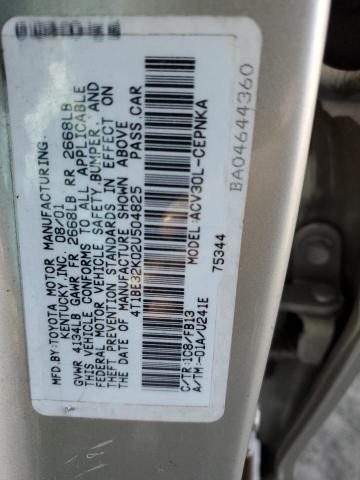 MFD.BY:TOYOTA MOTOR MANUFACTURING
KENTUCKY,INC. 08/01
GVWR 4134LB GAWR FR 2668LB RR 2668LB
THIS VEHICLE CONFORMS TO ALL APPLICABLE
FEDERAL MOTOR VEHICLE SAFETY,BUMPER, AND
THEFT PREVENTION STANDARDS IN EFFECT ON
THE DATE OF MANUFACTURE SHOWN ABOVE
4T1BE32K02U504825 PASS.CAR
MODEL:ACV30L-CEPNKA
75344
C/TR:1C8/FB13
A/TM:-01A/U241E
BA04644360